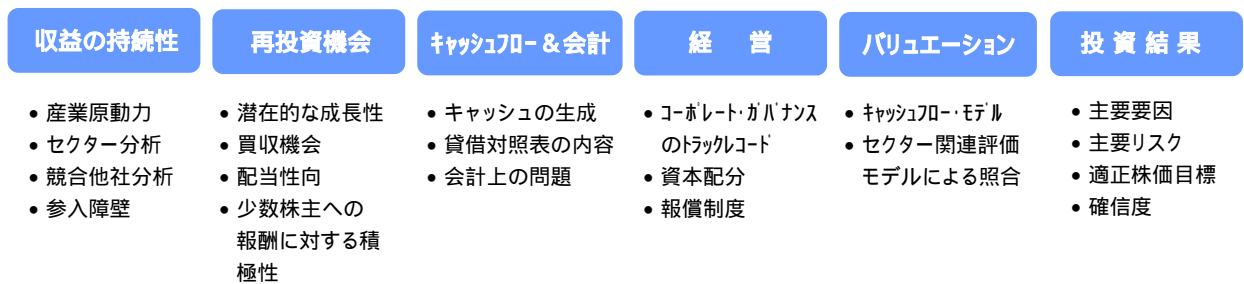 収益の持続性
• 産業原動力
• セクター分析
• 競合他社分析
• 参入障壁
再投資機会
• 潜在的な成長性
• 買収機会
• 配当性向
• 少数株主への
報酬に対する積
極性
ｷｬｯｼｭﾌﾛｰ＆会計
• キャッシュの生成
• 貸借対照表の内容
• 会計上の問題
経　営
• ｺｰﾎﾟﾚｰﾄ･ｶﾞﾊﾞﾅﾝｽ
のﾄﾗｯｸﾚｺｰﾄﾞ
• 資本配分
• 報償制度
バリュエーション
• ｷｬｯｼｭﾌﾛｰ･ﾓﾃﾞﾙ
• セクター関連評価
モデルによる照合
投 資 結 果
• 主要要因
• 主要リスク
• 適正株価目標
• 確信度